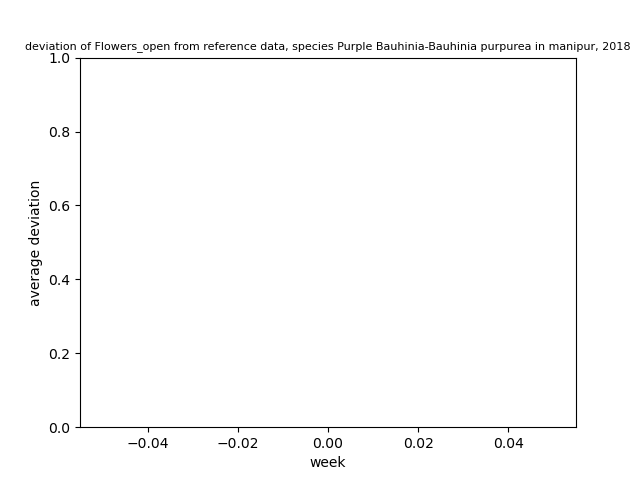 deviation of Flowers_open from reference data, species Purple Bauhinia-Bauhinia purpurea in manipur, 2018
1.0
0.8
0.6
0.4
0.2
0.0
average deviation
−0.04 −0.02 0.00 0.02 0.04
week